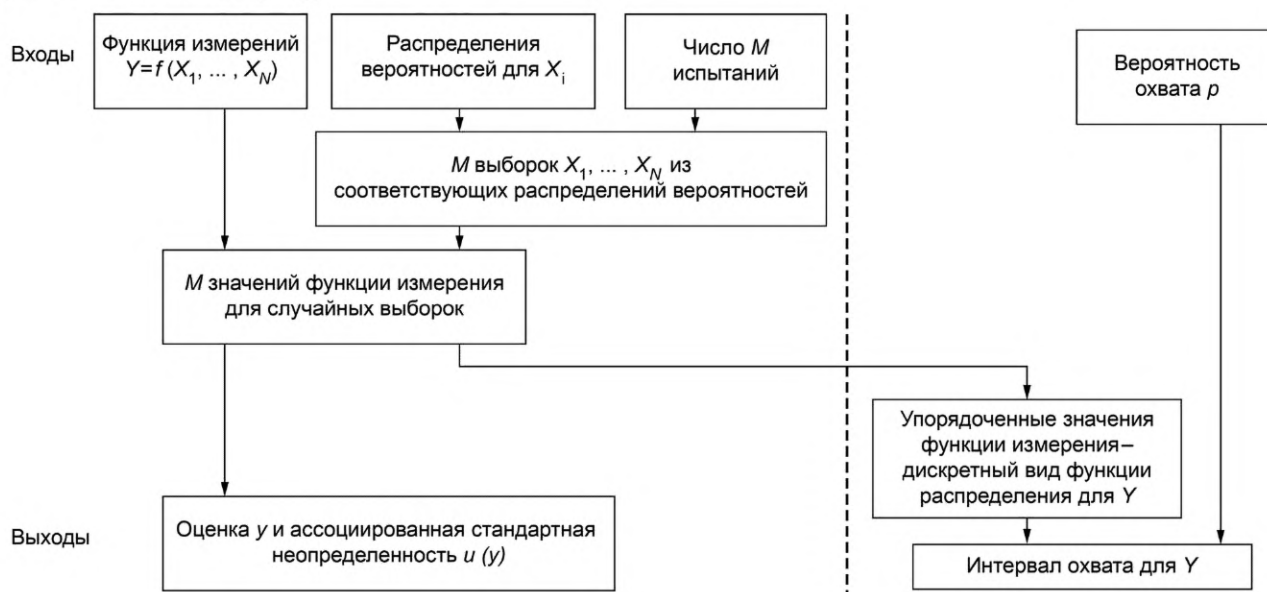 Входы
Функция измерений
Y=f (X1, ... , XN)
Распределения
вероятностей для Xi
Число M
испытаний
Вероятность
охвата p
M выборок X1, ... , XN из
соответствующих распределений вероятностей
M значений функции измерения
для случайных выборок
Упорядоченные значения
функции измерения–
дискретный вид функции
распределения для Y
Выходы
Оценка y и ассоциированная стандартная
неопределенность u (y)
Интервал охвата для Y